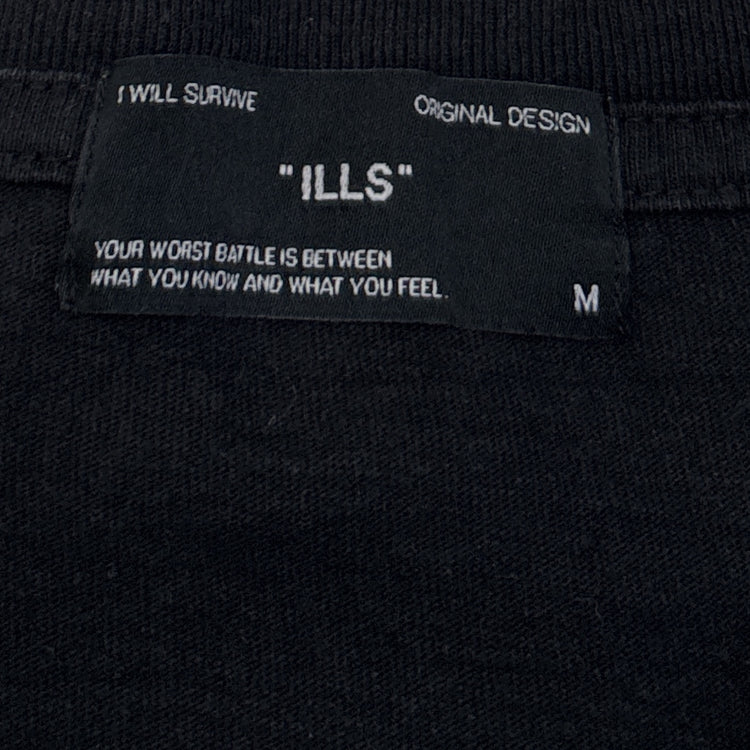 I WILL SURVIVE
ORIGINAL DESIGN
"ILLS"
YOUR WORST BATTLE IS BETWEEN
WHAT YOU KNOW AND WHAT YOU FEEL.
M